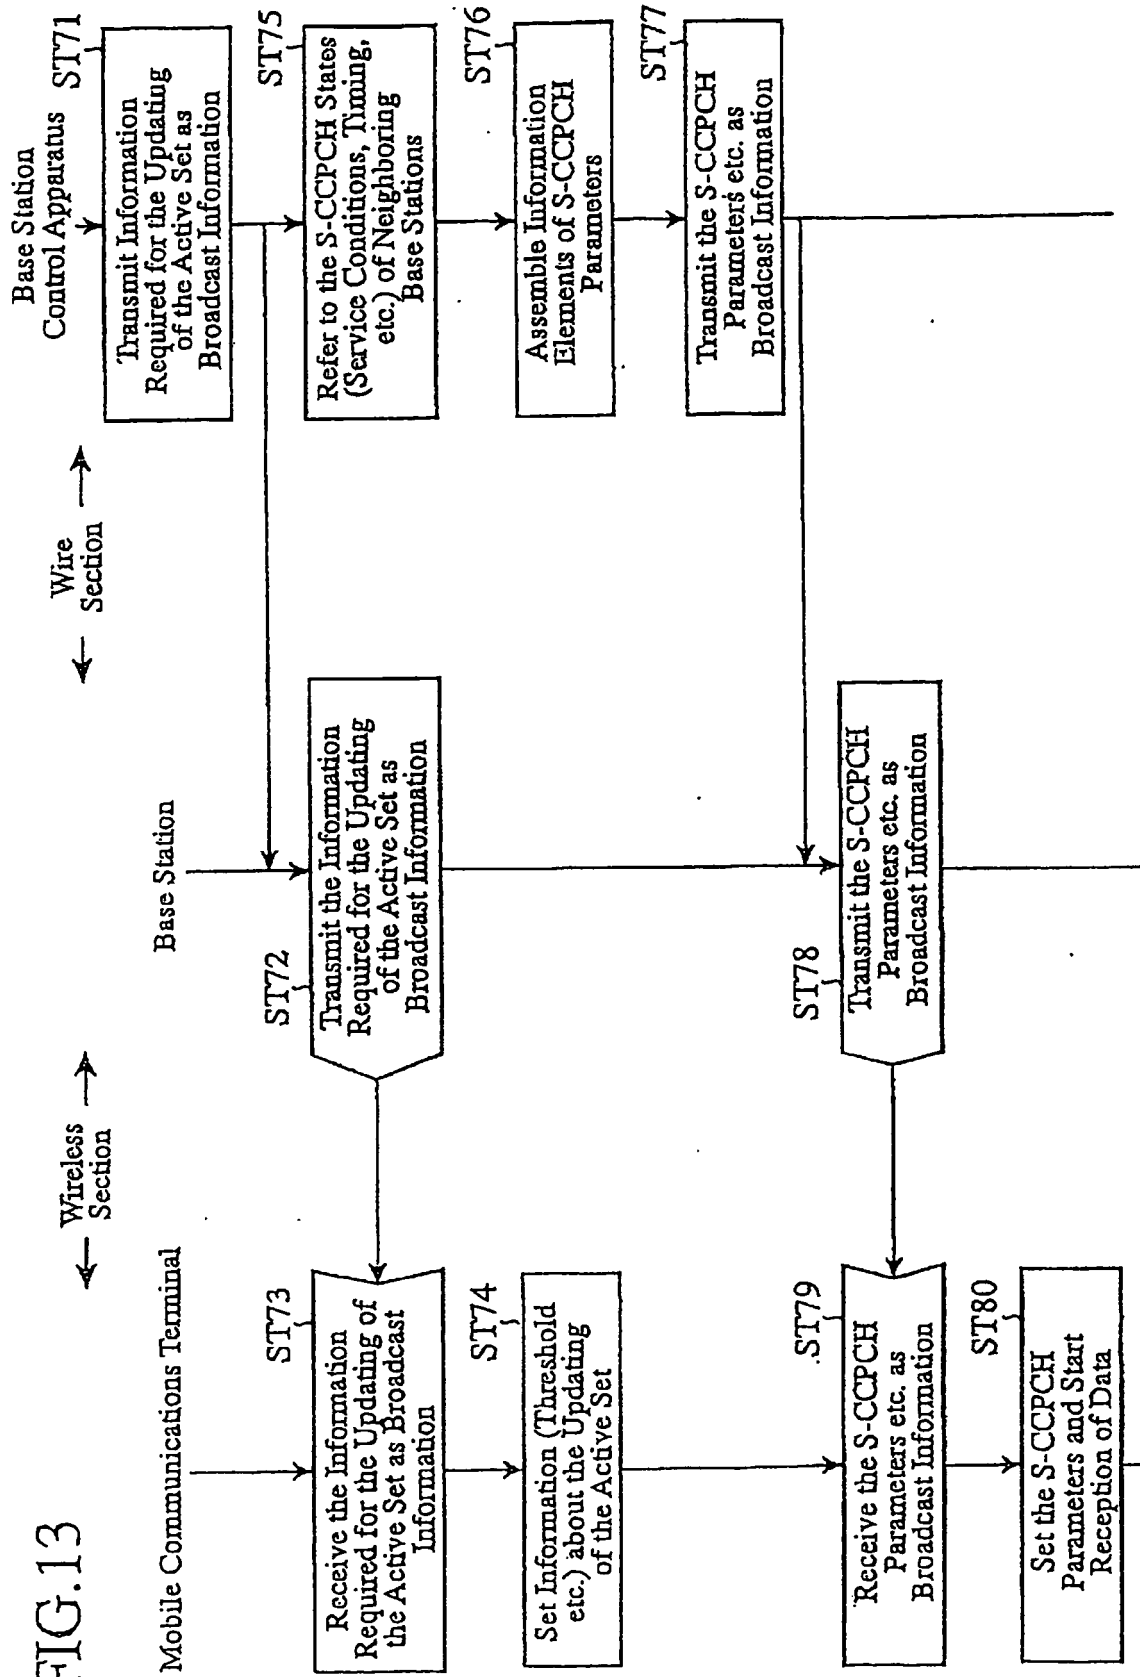 FIG.13
Mobile Communications Terminal
Wireless
Section
Base Station
Wire
Section
Base Station
Control Apparatus
ST71
Transmit Information
Required for the Updating
of the Active Set as
Broadcast Information
ST72
Transmit the Information
Required for the Updating
of the Active Set as
Broadcast Information
ST73
Receive the Information
Required for the Updating of
the Active Set as Broadcast
Information
ST74
Set Information (Threshold
etc.) about the Updating
of the Active Set
ST75
Refer to the S-CCPCH States
(Service Conditions, Timing,
etc.) of Neighboring
Base Stations
ST76
Assemble Information
Elements of S-CCPCH
Parameters
ST77
Transmit the S-CCPCH
Parameters etc. as
Broadcast Information
ST78
Transmit the S-CCPCH
Parameters etc. as
Broadcast Information
ST79
Receive the S-CCPCH
Parameters etc. as
Broadcast Information
ST80
Set the S-CCPCH
Parameters and Start
Reception of Data